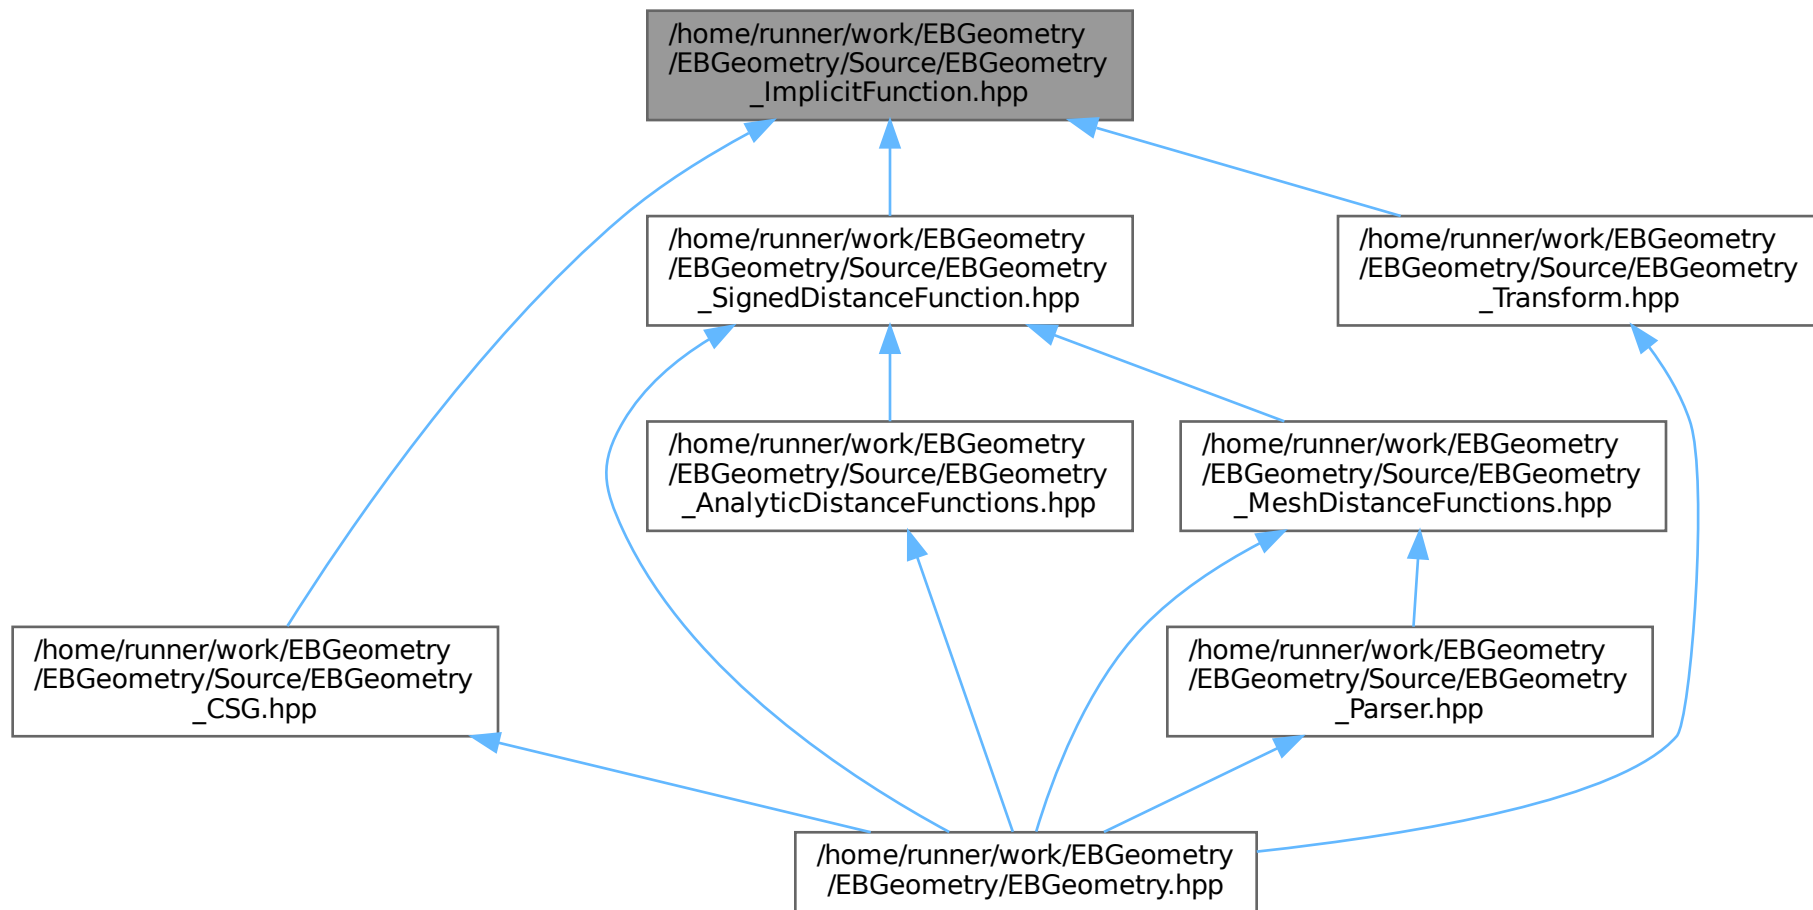 /home/runner/work/EBGeometry
/EBGeometry/Source/EBGeometry
_ImplicitFunction.hpp
/home/runner/work/EBGeometry
/EBGeometry/Source/EBGeometry
_SignedDistanceFunction.hpp
/home/runner/work/EBGeometry
/EBGeometry/Source/EBGeometry
_Transform.hpp
/home/runner/work/EBGeometry
/EBGeometry/Source/EBGeometry
_AnalyticDistanceFunctions.hpp
/home/runner/work/EBGeometry
/EBGeometry/Source/EBGeometry
_MeshDistanceFunctions.hpp
/home/runner/work/EBGeometry
/EBGeometry/Source/EBGeometry
_CSG.hpp
/home/runner/work/EBGeometry
/EBGeometry/Source/EBGeometry
_Parser.hpp
/home/runner/work/EBGeometry
/EBGeometry/EBGeometry.hpp